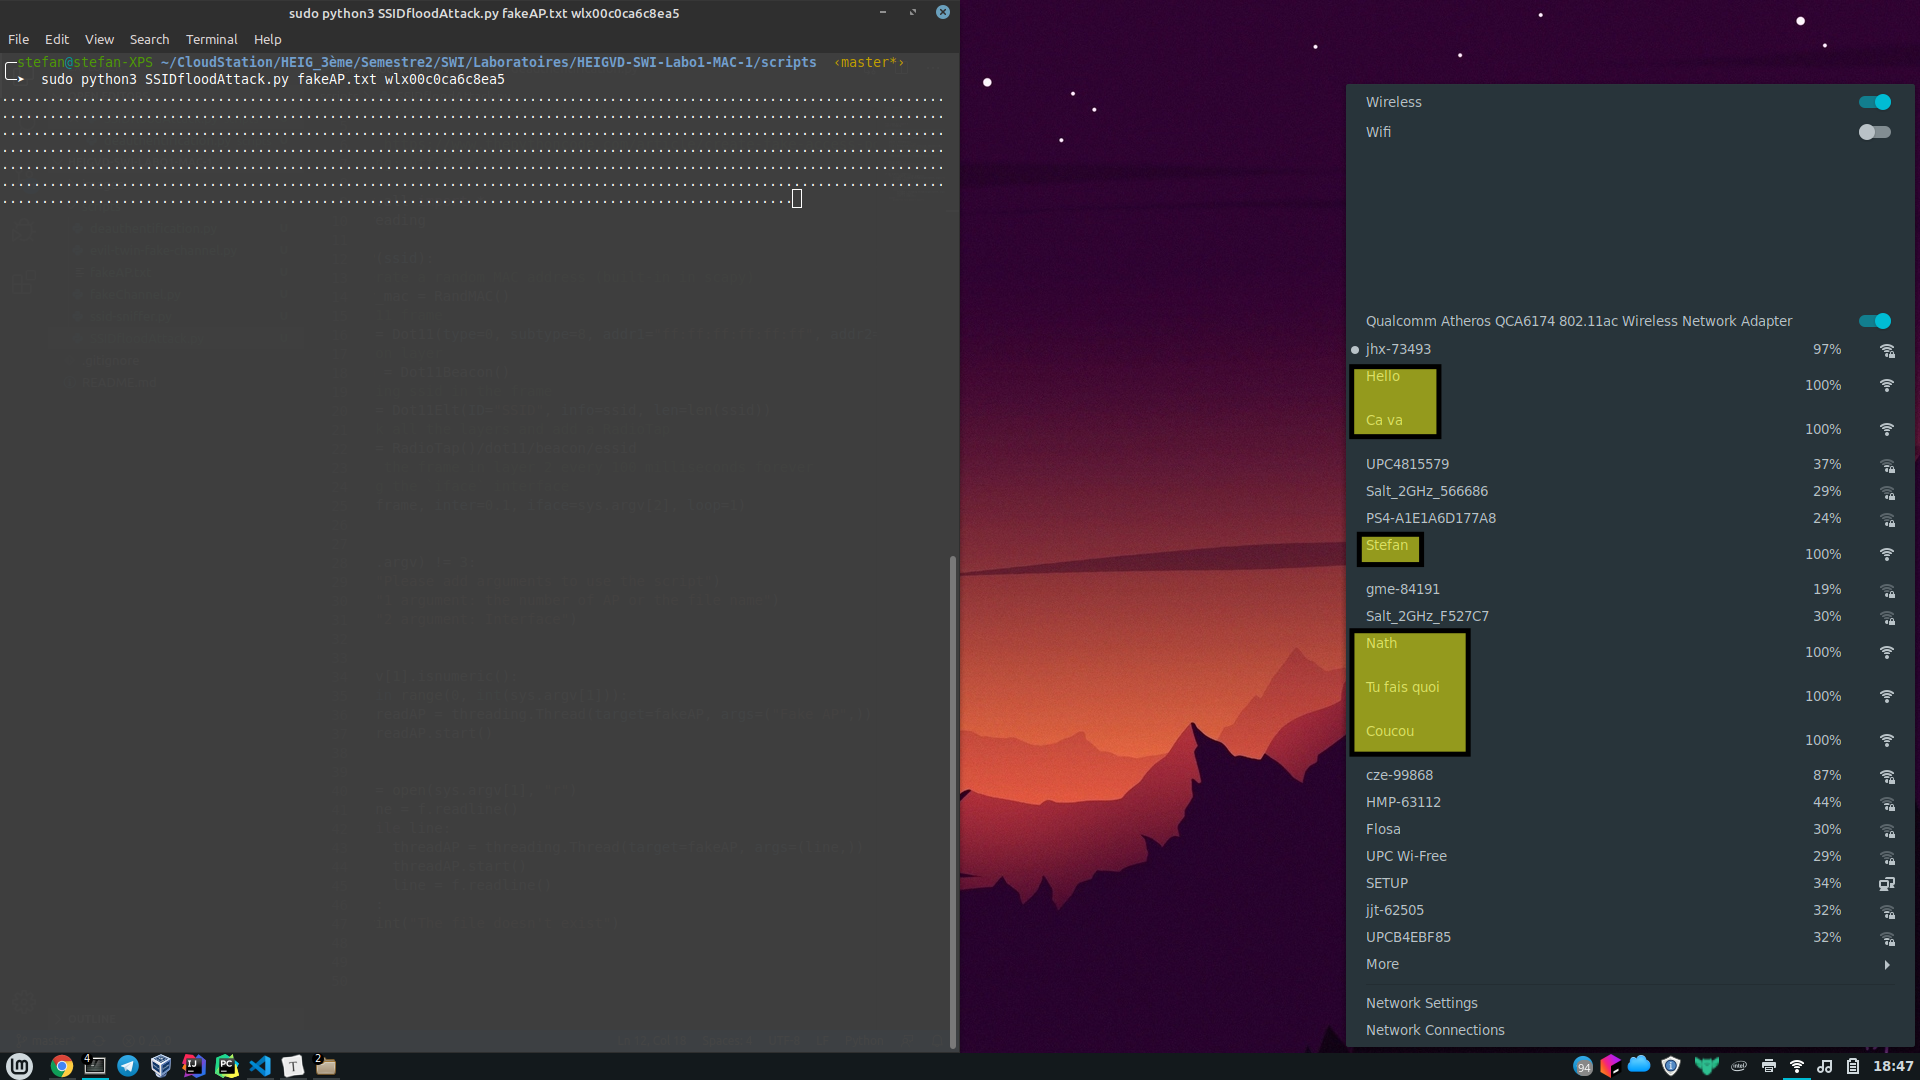 sudo python3 SSIDfloodAttack.py fakeAP.txt wlx00c0ca6c8ea5
File Edit View Search Terminal Help
stefan@stefan-XPS ~/CloudStation/HEIG_3ème/Semestre2/SWI/Laboratoires/HEIGVD-SWI-Labo1-MAC-1/scripts ‹master*›
➤ sudo python3 SSIDfloodAttack.py fakeAP.txt wlx00c0ca6c8ea5
Wireless
Wifi
Qualcomm Atheros QCA6174 802.11ac Wireless Network Adapter
jhx-73493 97%
Hello 100%
Ca va 100%
UPC4815579 37%
Salt_2GHz_566686 29%
PS4-A1E1A6D177A8 24%
Stefan 100%
gme-84191 19%
Salt_2GHz_F527C7 30%
Nath 100%
Tu fais quoi 100%
Coucou 100%
cze-99868 87%
HMP-63112 44%
Flosa 30%
UPC Wi-Free 29%
SETUP 34%
jjt-62505 32%
UPCB4EBF85 32%
More
Network Settings
Network Connections
4 2 94 18:47